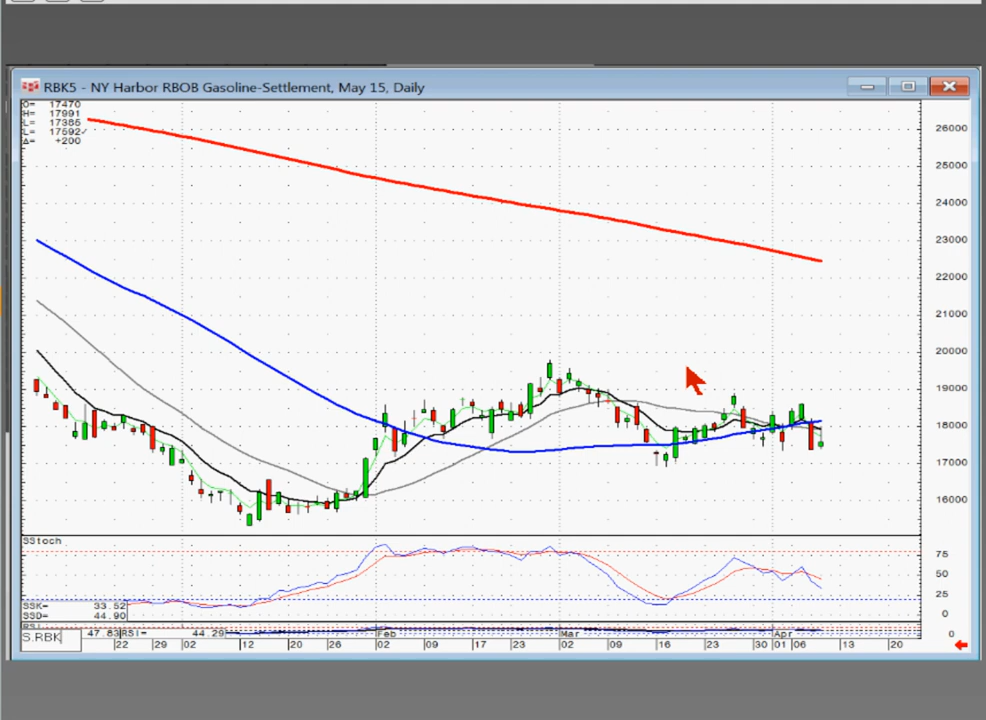 RBK5 - NY Harbor RBOB Gasoline-Settlement, May 15, Daily
O= 17470
H= 17991
L= 17385
L= 17592✓
Δ= +200
26000
25000
24000
23000
22000
21000
20000
19000
18000
17000
16000
SStoch
75
50
25
0
SSK= 33.52
SSD= 44.90
47.83 RSI= 44.29
0
S.RBK
22 29 02 12 20 26 02 09 17 23 02 09 16 23 30 01 06 13 20
Feb Mar Apr